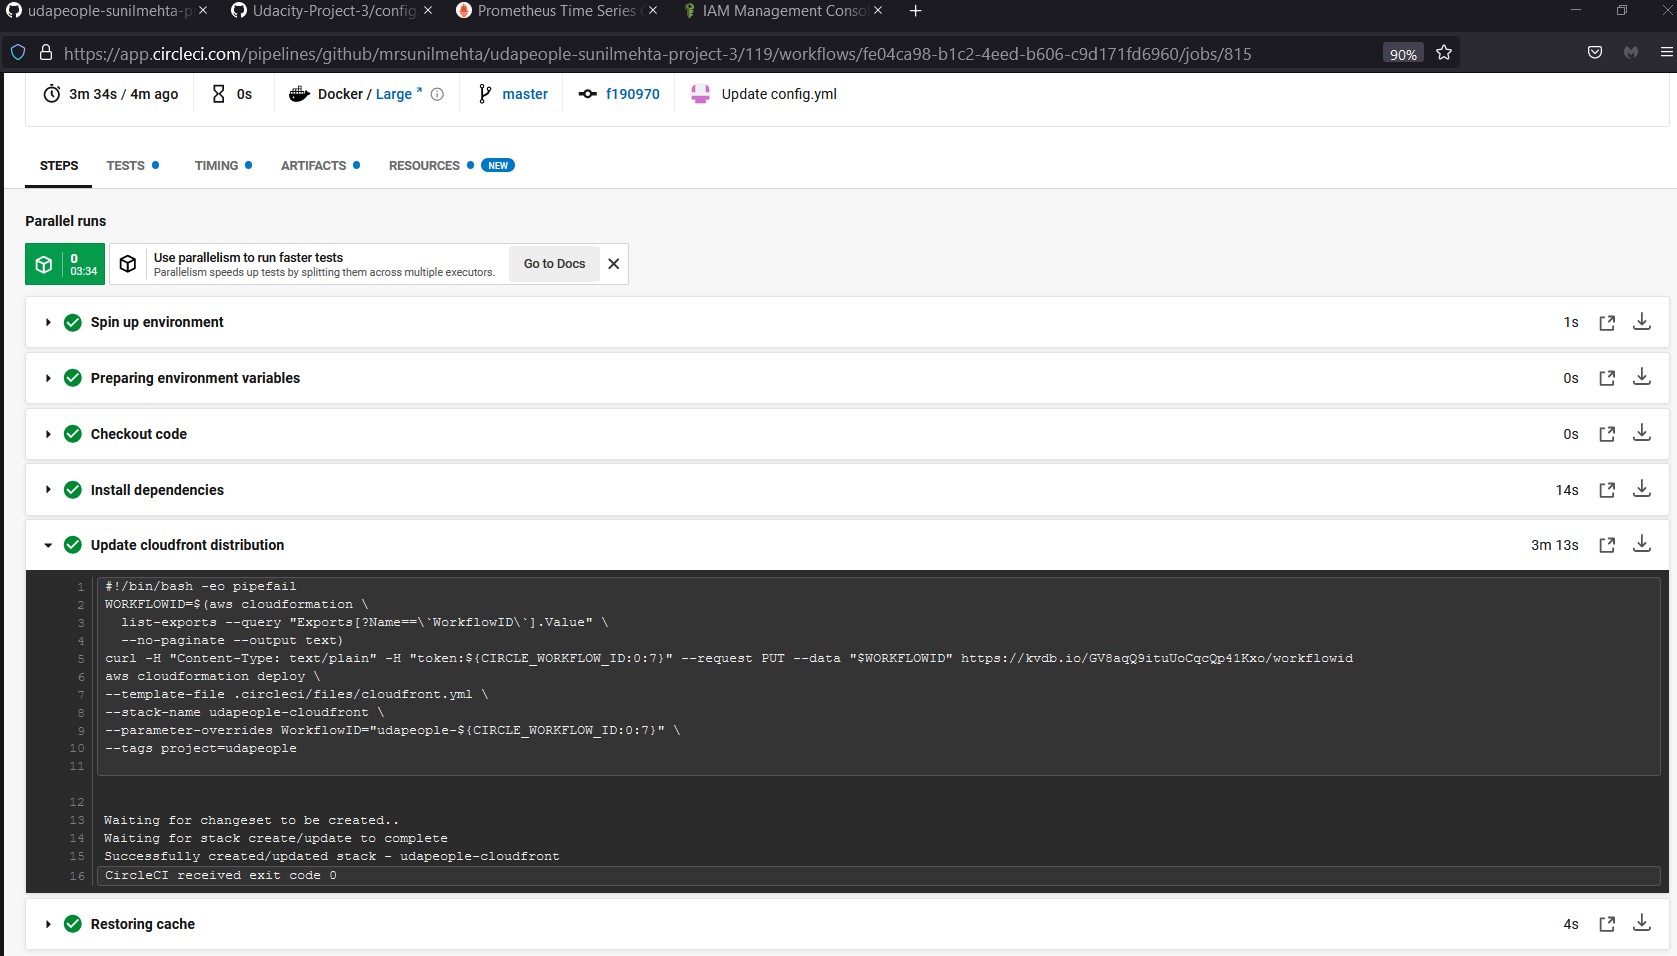 udapeople-sunilmehta-p
Udacity-Project-3/config
Prometheus Time Series
IAM Management Conso
https://app.circleci.com/pipelines/github/mrsunilmehta/udapeople-sunilmehta-project-3/119/workflows/fe04ca98-b1c2-4eed-b606-c9d171fd6960/jobs/815
90%
3m 34s / 4m ago
0s
Docker / Large
master
f190970
Update config.yml
STEPS
TESTS
TIMING
ARTIFACTS
RESOURCES
NEW
Parallel runs
0
03:34
Use parallelism to run faster tests
Parallelism speeds up tests by splitting them across multiple executors.
Go to Docs
Spin up environment 1s
Preparing environment variables 0s
Checkout code 0s
Install dependencies 14s
Update cloudfront distribution 3m 13s
1 #!/bin/bash -eo pipefail
2 WORKFLOWID=$(aws cloudformation \
3 list-exports --query "Exports[?Name==\`WorkflowID\`].Value" \
4 --no-paginate --output text)
5 curl -H "Content-Type: text/plain" -H "token:${CIRCLE_WORKFLOW_ID:0:7}" --request PUT --data "$WORKFLOWID" https://kvdb.io/GV8aqQ9ituUoCqcQp41Kxo/workflowid
6 aws cloudformation deploy \
7 --template-file .circleci/files/cloudfront.yml \
8 --stack-name udapeople-cloudfront \
9 --parameter-overrides WorkflowID="udapeople-${CIRCLE_WORKFLOW_ID:0:7}" \
10 --tags project=udapeople
11
12
13 Waiting for changeset to be created..
14 Waiting for stack create/update to complete
15 Successfully created/updated stack - udapeople-cloudfront
16 CircleCI received exit code 0
Restoring cache 4s